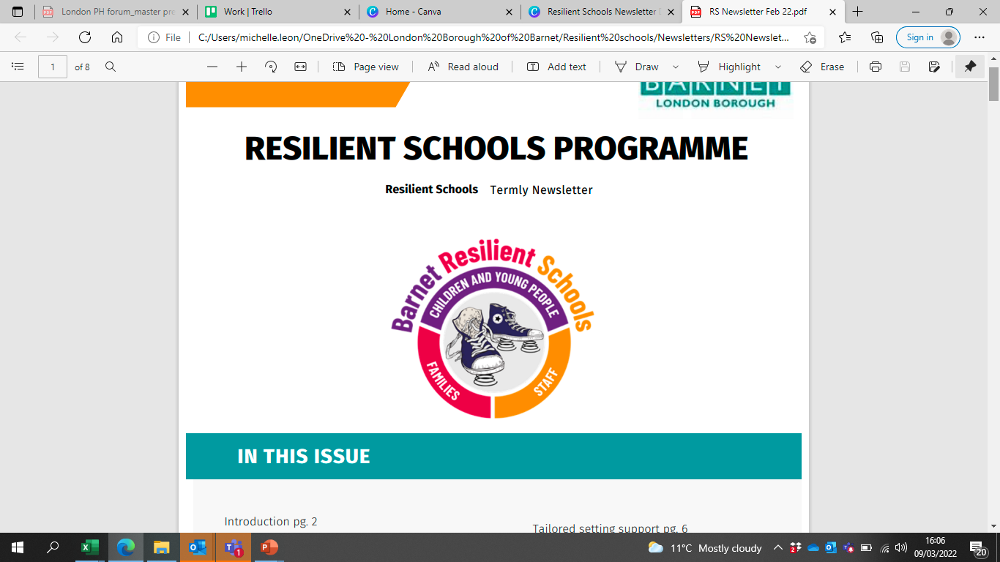 London PH forum_master pre
Work | Trello
Home - Canva
Resilient Schools Newsletter
RS Newsletter Feb 22.pdf
File
C:/Users/michelle.leon/OneDrive%20-%20London%20Borough%20of%20Barnet/Resilient%20schools/Newsletters/RS%20Newslet...
Sign in
1 of 8
Page view
Read aloud
Add text
Draw
Highlight
Erase
BARNET
LONDON BOROUGH
RESILIENT SCHOOLS PROGRAMME
Resilient Schools Termly Newsletter
Barnet Resilient Schools
CHILDREN AND YOUNG PEOPLE
FAMILIES
STAFF
IN THIS ISSUE
Introduction pg. 2
Tailored setting support pg. 6
1
11°C Mostly cloudy
2
16:06
09/03/2022
20